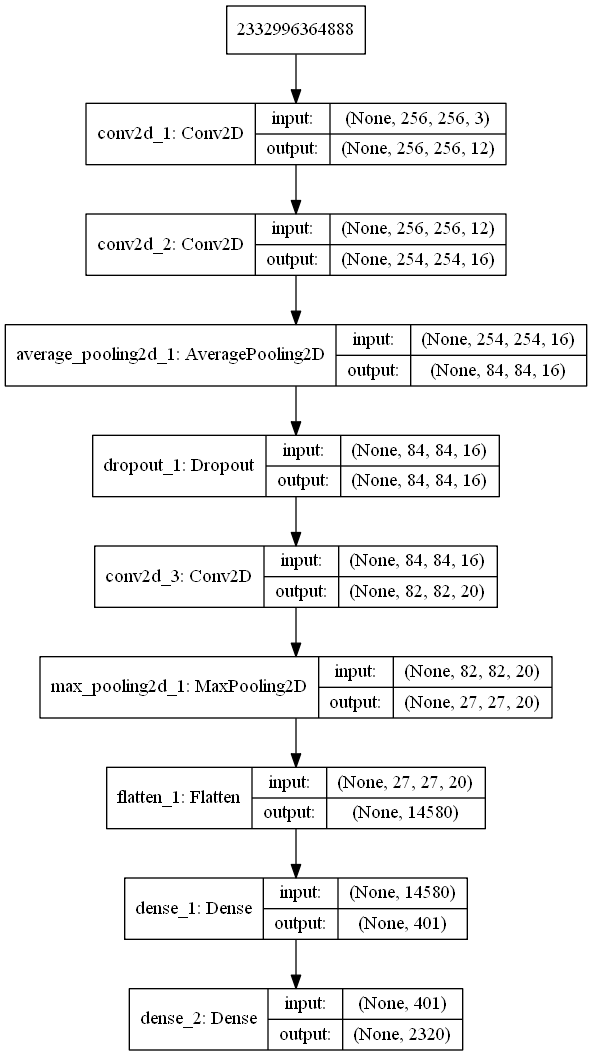 2332996364888
conv2d_1: Conv2D
input: (None, 256, 256, 3)
output: (None, 256, 256, 12)
conv2d_2: Conv2D
input: (None, 256, 256, 12)
output: (None, 254, 254, 16)
average_pooling2d_1: AveragePooling2D
input: (None, 254, 254, 16)
output: (None, 84, 84, 16)
dropout_1: Dropout
input: (None, 84, 84, 16)
output: (None, 84, 84, 16)
conv2d_3: Conv2D
input: (None, 84, 84, 16)
output: (None, 82, 82, 20)
max_pooling2d_1: MaxPooling2D
input: (None, 82, 82, 20)
output: (None, 27, 27, 20)
flatten_1: Flatten
input: (None, 27, 27, 20)
output: (None, 14580)
dense_1: Dense
input: (None, 14580)
output: (None, 401)
dense_2: Dense
input: (None, 401)
output: (None, 2320)